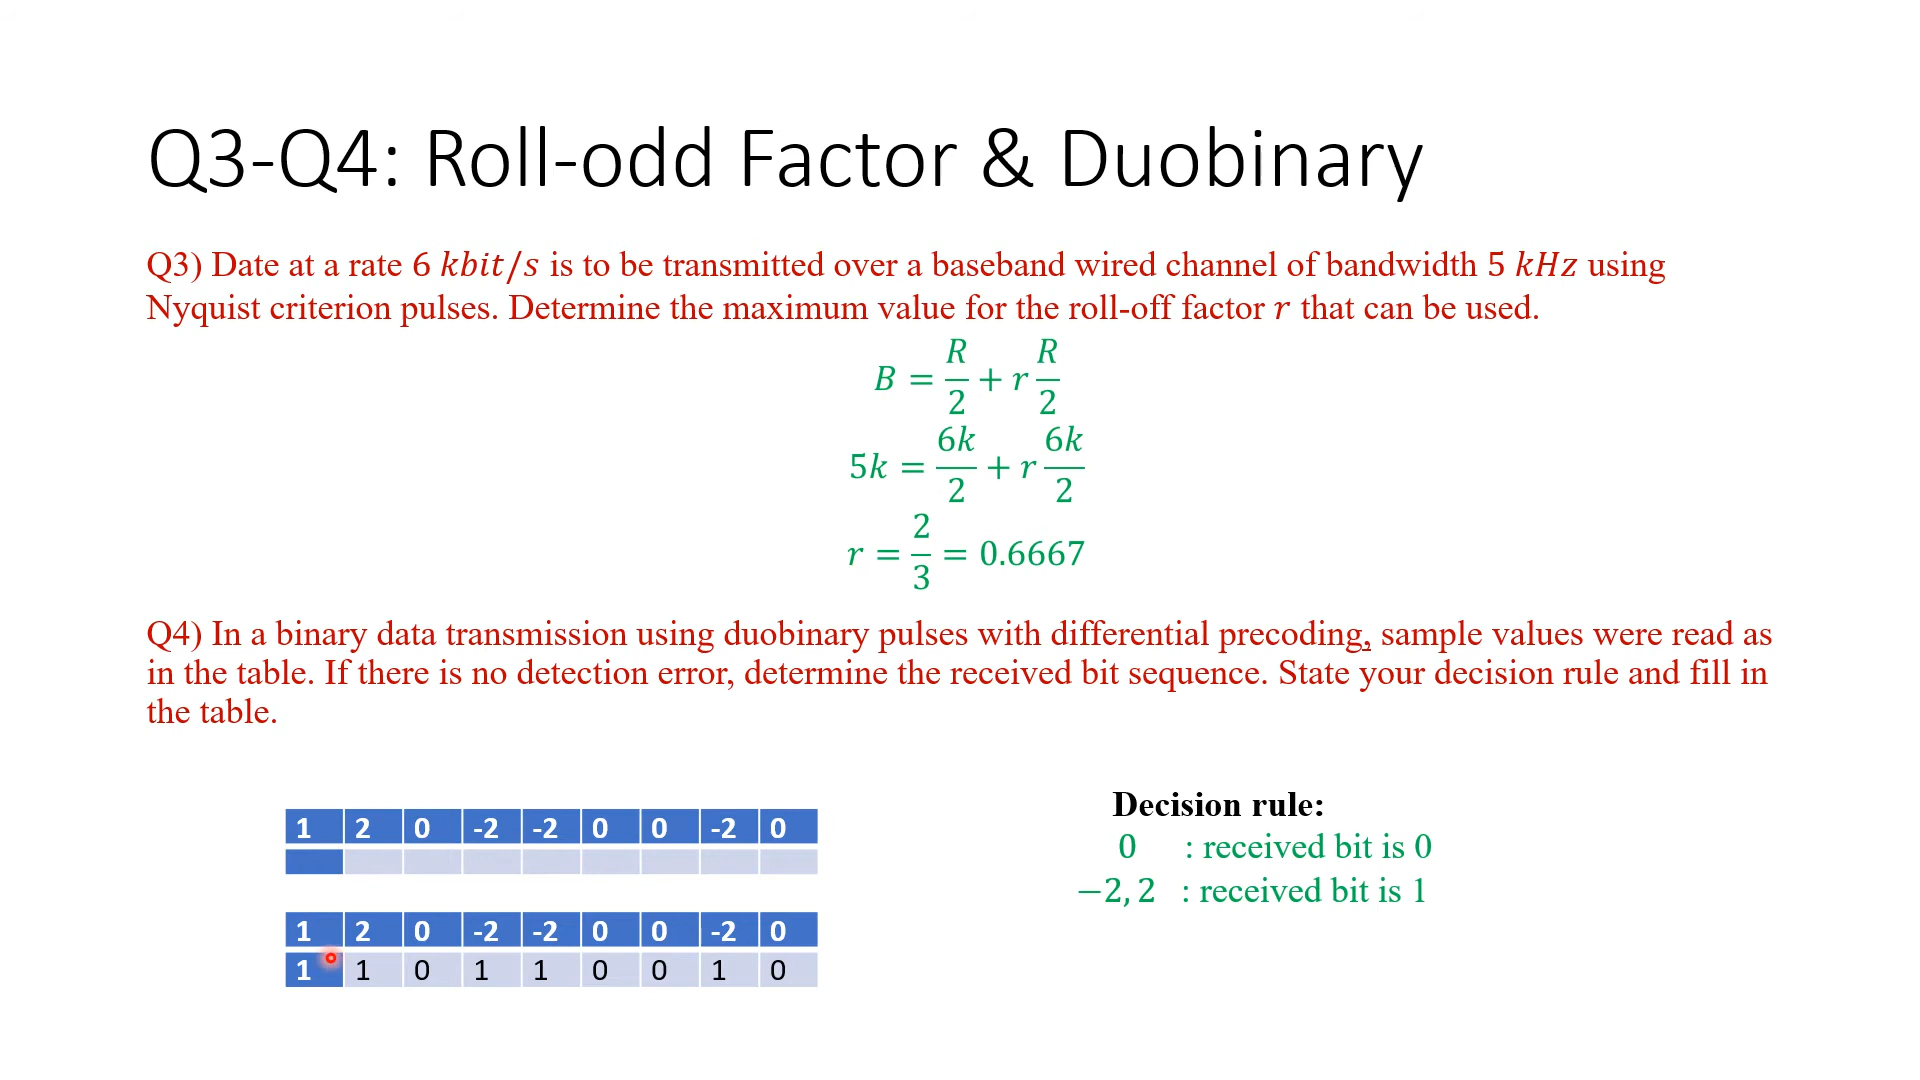 Q3-Q4: Roll-odd Factor & Duobinary
Q3) Date at a rate 6 kbit/s is to be transmitted over a baseband wired channel of bandwidth 5 kHz using
Nyquist criterion pulses. Determine the maximum value for the roll-off factor r that can be used.
B = R/2 + r R/2
5k = 6k/2 + r 6k/2
r = 2/3 = 0.6667
Q4) In a binary data transmission using duobinary pulses with differential precoding, sample values were read as
in the table. If there is no detection error, determine the received bit sequence. State your decision rule and fill in
the table.
1 2 0 -2 -2 0 0 -2 0
1 2 0 -2 -2 0 0 -2 0
1 1 0 1 1 0 0 1 0
Decision rule:
0 : received bit is 0
−2, 2 : received bit is 1